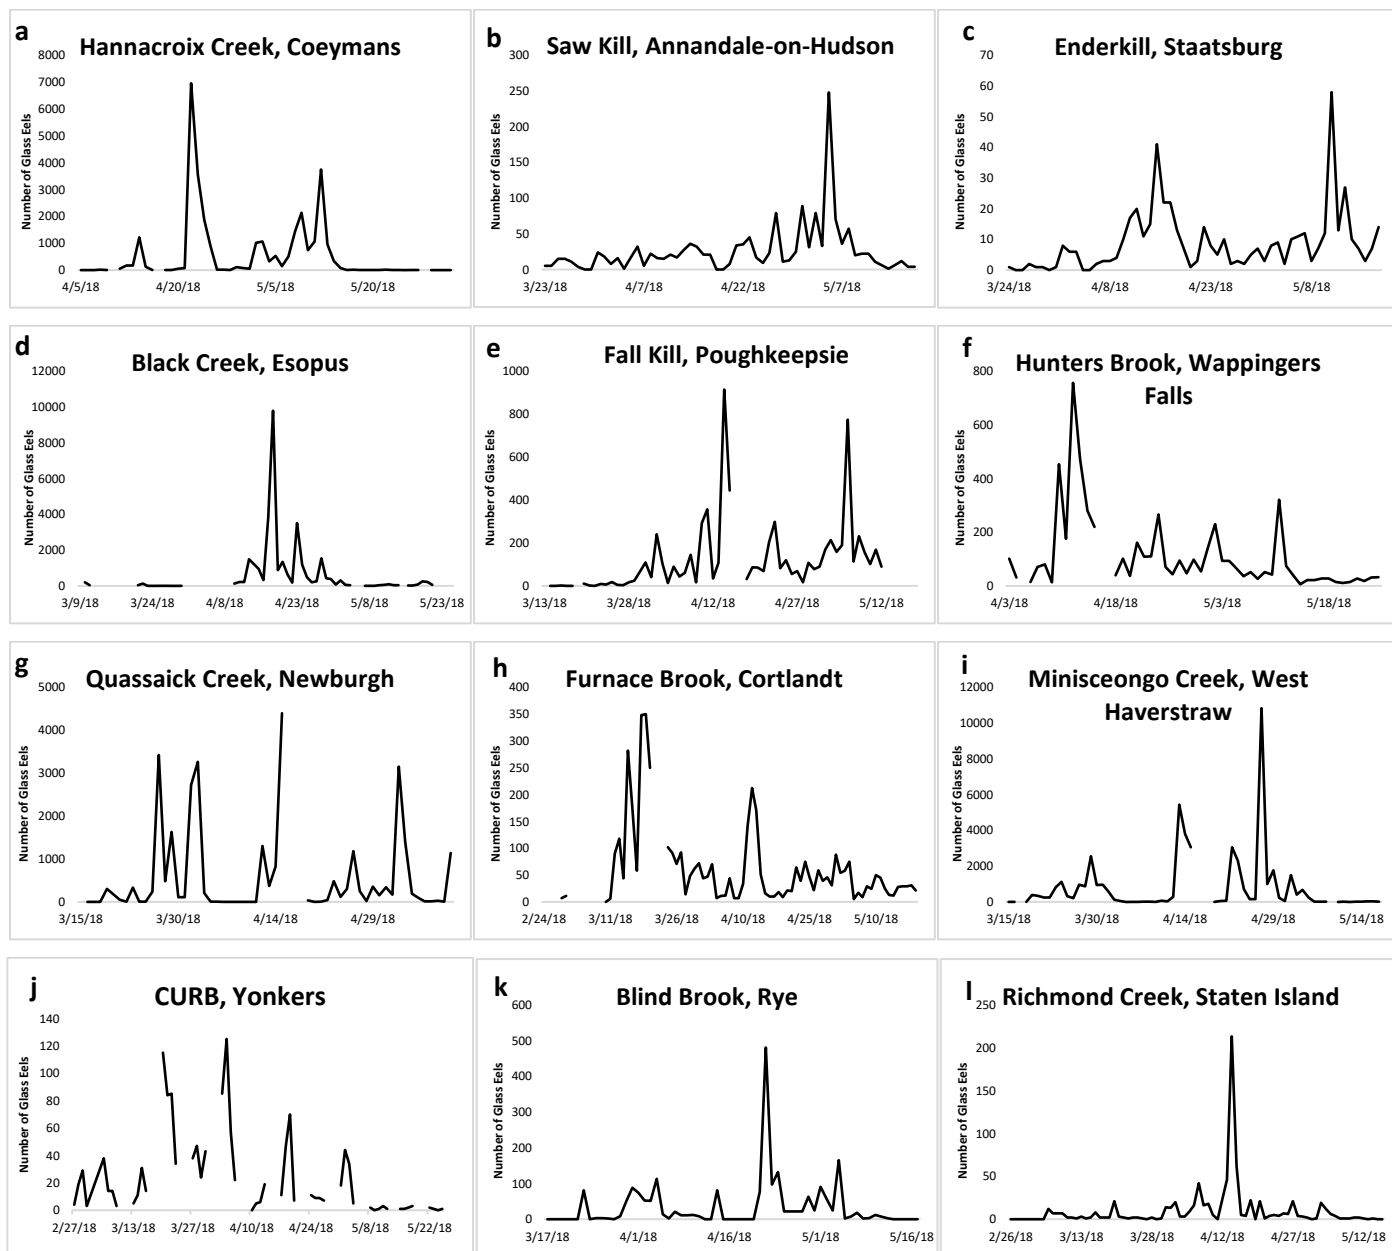 a
Hannacroix Creek, Coeymans
Number of Glass Eels
8000
7000
6000
5000
4000
3000
2000
1000
0
4/5/18 4/20/18 5/5/18 5/20/18
b
Saw Kill, Annandale-on-Hudson
Number of Glass Eels
300
250
200
150
100
50
0
3/23/18 4/7/18 4/22/18 5/7/18
c
Enderkill, Staatsburg
Number of Glass Eels
70
60
50
40
30
20
10
0
3/24/18 4/8/18 4/23/18 5/8/18
d
Black Creek, Esopus
Number of Glass Eels
12000
10000
8000
6000
4000
2000
0
3/9/18 3/24/18 4/8/18 4/23/18 5/8/18 5/23/18
e
Fall Kill, Poughkeepsie
Number of Glass Eels
1000
800
600
400
200
0
3/13/18 3/28/18 4/12/18 4/27/18 5/12/18
f
Hunters Brook, Wappingers
Falls
Number of Glass Eels
800
600
400
200
0
4/3/18 4/18/18 5/3/18 5/18/18
g
Quassaick Creek, Newburgh
Number of Glass Eels
5000
4000
3000
2000
1000
0
3/15/18 3/30/18 4/14/18 4/29/18
h
Furnace Brook, Cortlandt
Number of Glass Eels
400
350
300
250
200
150
100
50
0
2/24/18 3/11/18 3/26/18 4/10/18 4/25/18 5/10/18
i
Minisceongo Creek, West
Haverstraw
Number of Glass Eels
12000
10000
8000
6000
4000
2000
0
3/15/18 3/30/18 4/14/18 4/29/18 5/14/18
j
CURB, Yonkers
Number of Glass Eels
140
120
100
80
60
40
20
0
2/27/18 3/13/18 3/27/18 4/10/18 4/24/18 5/8/18 5/22/18
k
Blind Brook, Rye
Number of Glass Eels
600
500
400
300
200
100
0
3/17/18 4/1/18 4/16/18 5/1/18 5/16/18
l
Richmond Creek, Staten Island
Number of Glass Eels
250
200
150
100
50
0
2/26/18 3/13/18 3/28/18 4/12/18 4/27/18 5/12/18